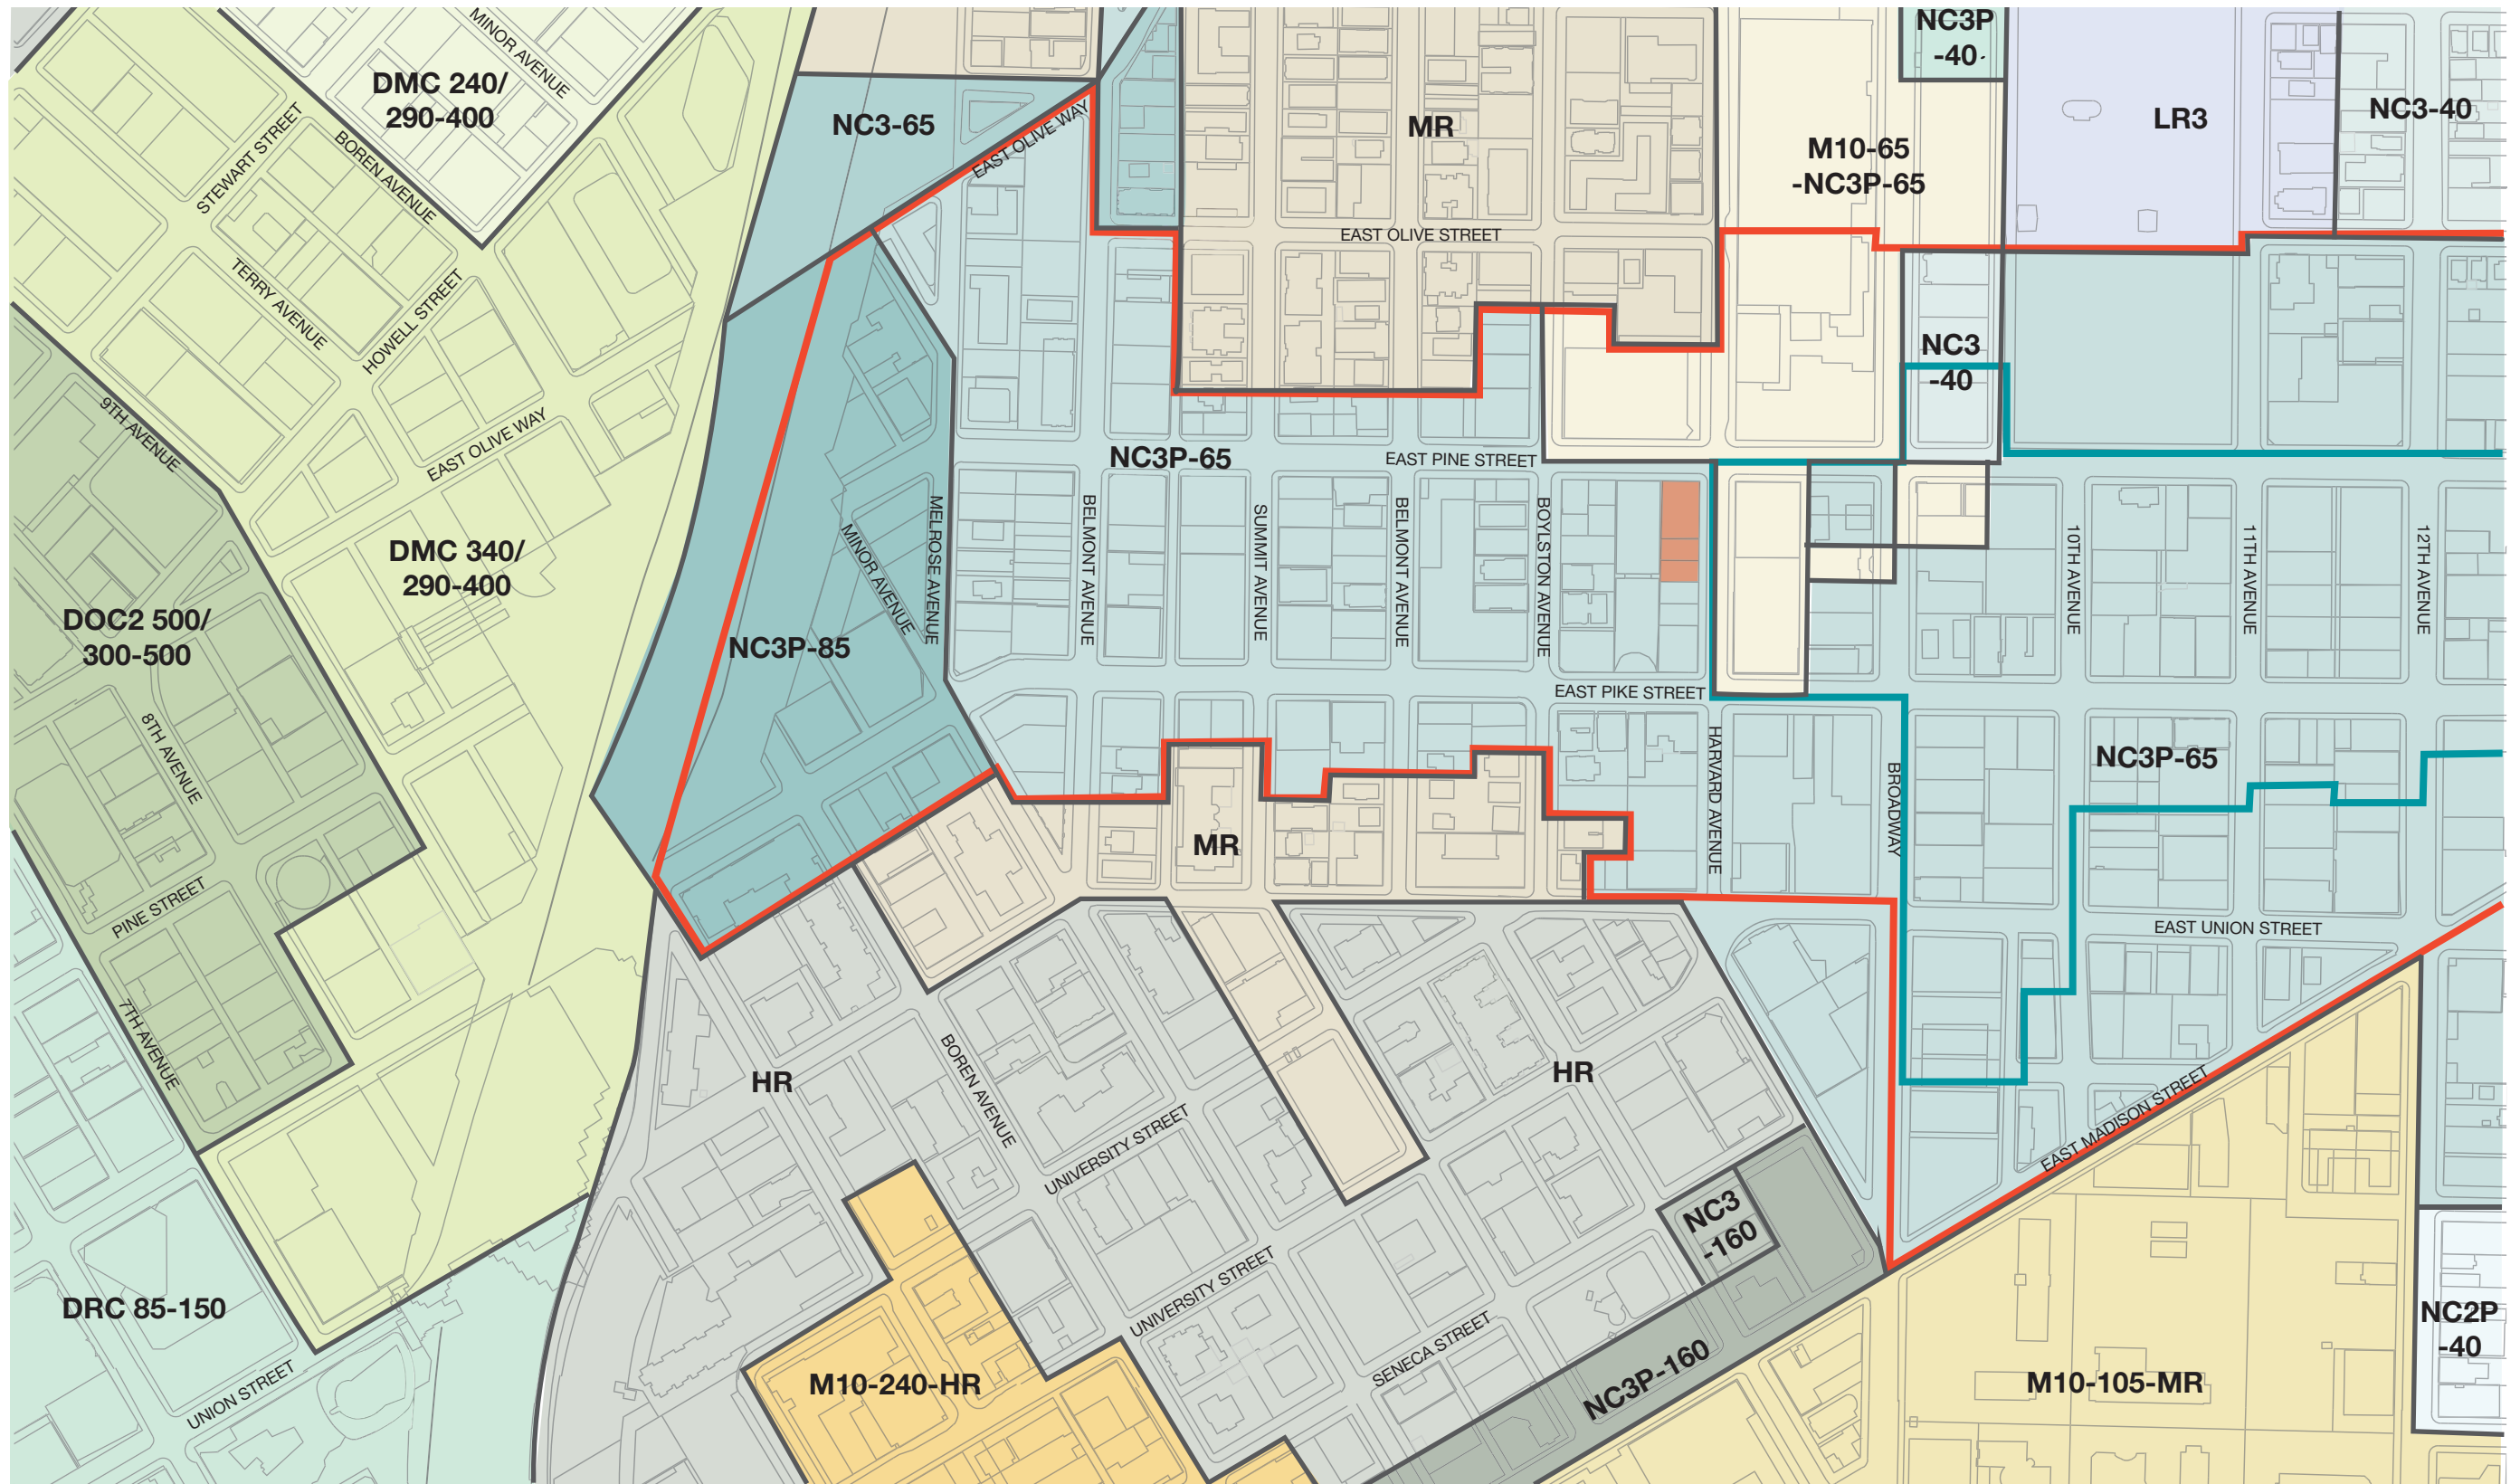 MINOR AVENUE
DMC 240/
290-400
STEWART STREET
BOREN AVENUE
TERRY AVENUE
HOWELL STREET
9TH AVENUE
EAST OLIVE WAY
DMC 340/
290-400
DOC2 500/
300-500
8TH AVENUE
PINE STREET
7TH AVENUE
DRC 85-150
UNION STREET
NC3-65
EAST OLIVE WAY
MR
EAST OLIVE STREET
M10-65
-NC3P-65
NC3P
-40
LR3
NC3-40
NC3
-40
NC3P-65
EAST PINE STREET
MELROSE AVENUE
MINOR AVENUE
NC3P-85
BELMONT AVENUE
SUMMIT AVENUE
BELMONT AVENUE
BOYLSTON AVENUE
10TH AVENUE
11TH AVENUE
12TH AVENUE
EAST PIKE STREET
HARVARD AVENUE
BROADWAY
NC3P-65
MR
EAST UNION STREET
HR
BOREN AVENUE
UNIVERSITY STREET
HR
EAST MADISON STREET
NC3
-160
UNIVERSITY STREET
SENECA STREET
NC3P-160
M10-240-HR
M10-105-MR
NC2P
-40